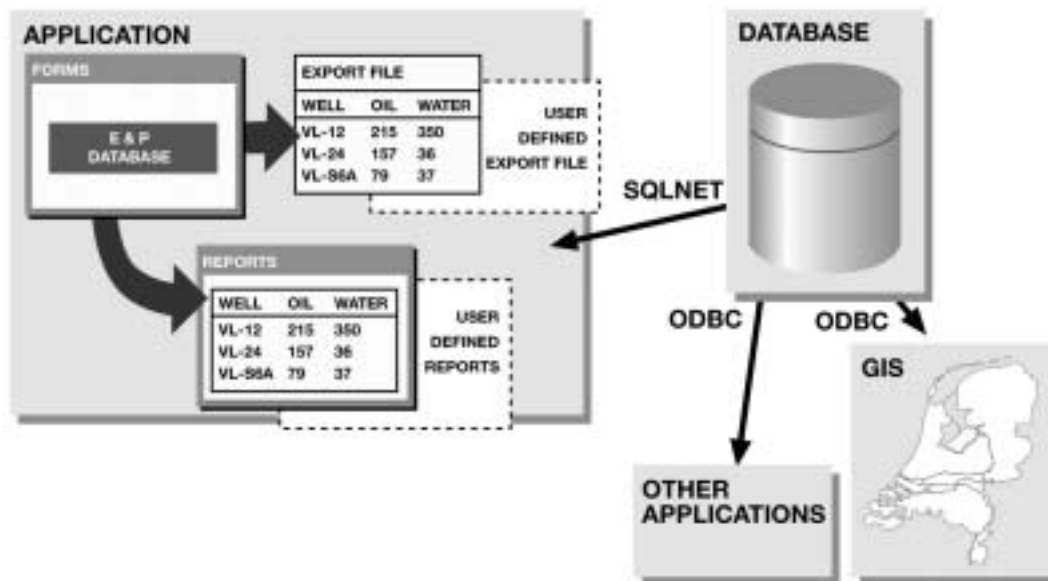 APPLICATION
FORMS
E & P
DATABASE
EXPORT FILE
WELL OIL WATER
VL-12 215 350
VL-24 157 36
VL-S6A 79 37
USER
DEFINED
EXPORT FILE
REPORTS
WELL OIL WATER
VL-12 215 350
VL-24 157 36
VL-S6A 79 37
USER
DEFINED
REPORTS
DATABASE
SQLNET
ODBC
ODBC
GIS
OTHER
APPLICATIONS